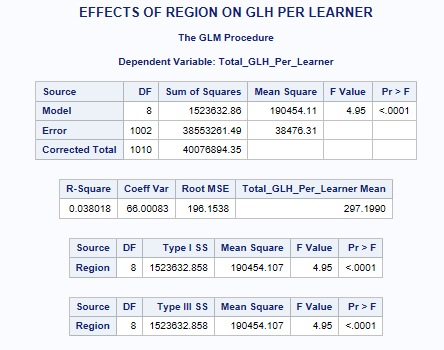 EFFECTS OF REGION ON GLH PER LEARNER
The GLM Procedure
Dependent Variable: Total_GLH_Per_Learner
Source DF Sum of Squares Mean Square F Value Pr > F
Model 8 1523632.86 190454.11 4.95 <.0001
Error 1002 38553261.49 38476.31
Corrected Total 1010 40076894.35
R-Square Coeff Var Root MSE Total_GLH_Per_Learner Mean
0.038018 66.00083 196.1538 297.1990
Source DF Type I SS Mean Square F Value Pr > F
Region 8 1523632.858 190454.107 4.95 <.0001
Source DF Type III SS Mean Square F Value Pr > F
Region 8 1523632.858 190454.107 4.95 <.0001